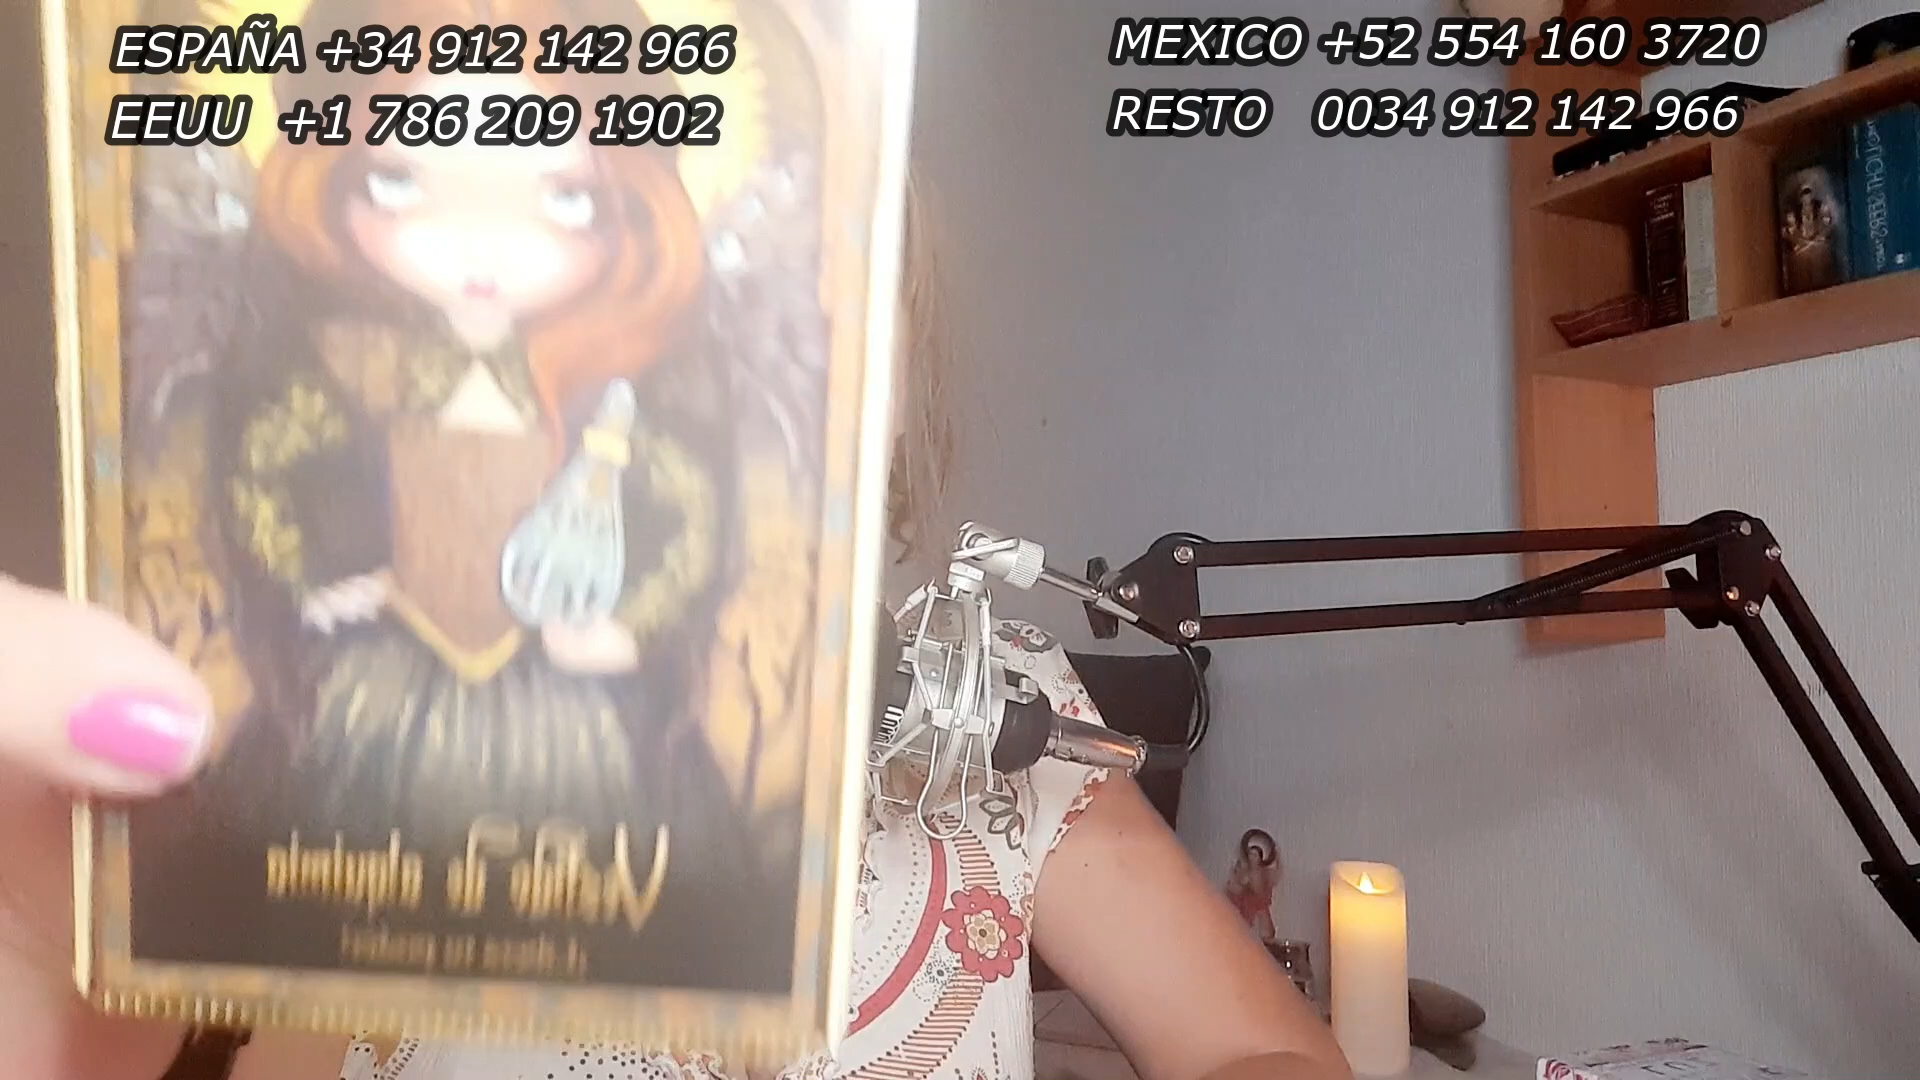 ESPAÑA +34 912 142 966
EEUU +1 786 209 1902
MEXICO +52 554 160 3720
RESTO 0034 912 142 966